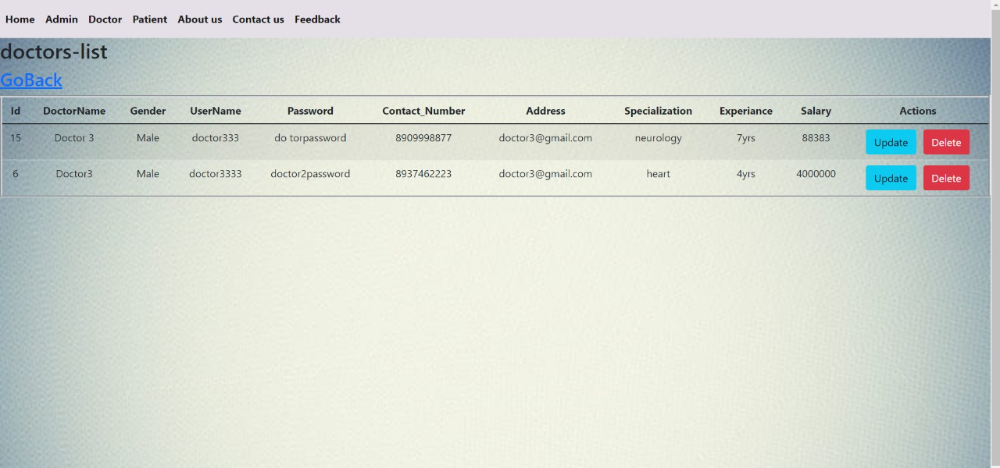 Home Admin Doctor Patient About us Contact us Feedback
doctors-list
GoBack
Id DoctorName Gender UserName Password Contact_Number Address Specialization Experiance Salary Actions
15 Doctor 3 Male doctor333 do torpassword 8909998877 doctor3@gmail.com neurology 7yrs 88383 Update Delete
6 Doctor3 Male doctor3333 doctor2password 8937462223 doctor3@gmail.com heart 4yrs 4000000 Update Delete